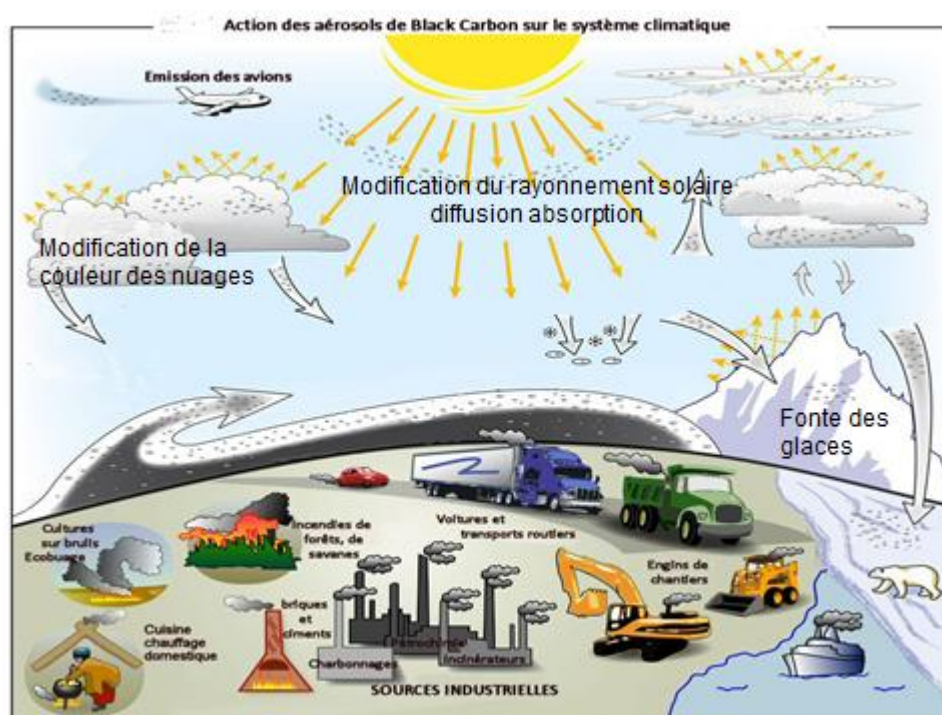 Action des aérosols de Black Carbon sur le système climatique
Emission des avions
Modification du rayonnement solaire
diffusion absorption
Modification de la
couleur des nuages
Fonte des
glaces
Cultures
sur brulis
Ecobuage
Incendies de
forêts, de
savanes
Voitures et
transports routiers
Engins de
chantiers
briques
et
ciments
Cuisine
chauffage
domestique
Pétrochimie
Charbonnages
Incinérateurs
SOURCES INDUSTRIELLES